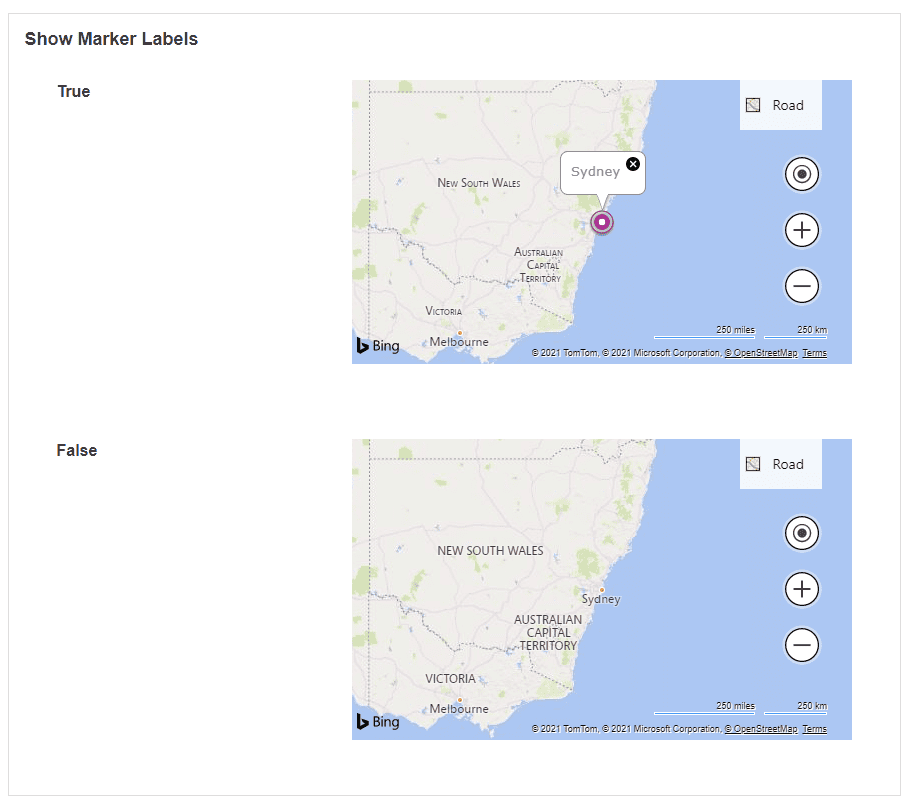 Show Marker Labels
True
Road
Sydney
New South Wales
Australian
Capital
Territory
Victoria
Melbourne
250 miles 250 km
Bing
© 2021 TomTom, © 2021 Microsoft Corporation, © OpenStreetMap Terms
False
Road
NEW SOUTH WALES
Sydney
AUSTRALIAN
CAPITAL
TERRITORY
VICTORIA
Melbourne
250 miles 250 km
Bing
© 2021 TomTom, © 2021 Microsoft Corporation, © OpenStreetMap Terms